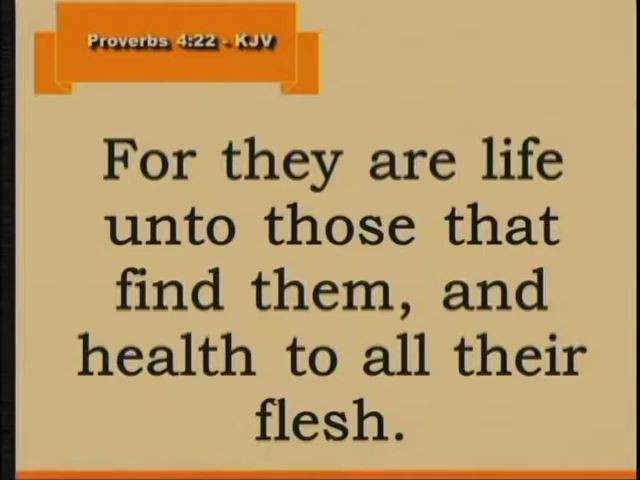 Proverbs 4:22 - KJV
For they are life
unto those that
find them, and
health to all their
flesh.